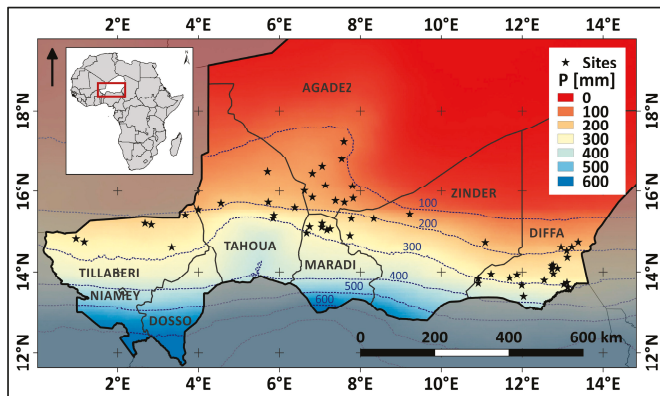 2°E 4°E 6°E 8°E 10°E 12°E 14°E
N
Sites
P [mm]
0
100
200
300
400
500
600
AGADEZ
18°N 18°N
16°N 16°N
ZINDER
100
200
DIFFA
300
TAHOUA
MARADI
TILLABERI
400
14°N 14°N
NIAMEY
500
600
DOSSO
0 200 400 600 km
12°N 12°N
2°E 4°E 6°E 8°E 10°E 12°E 14°E